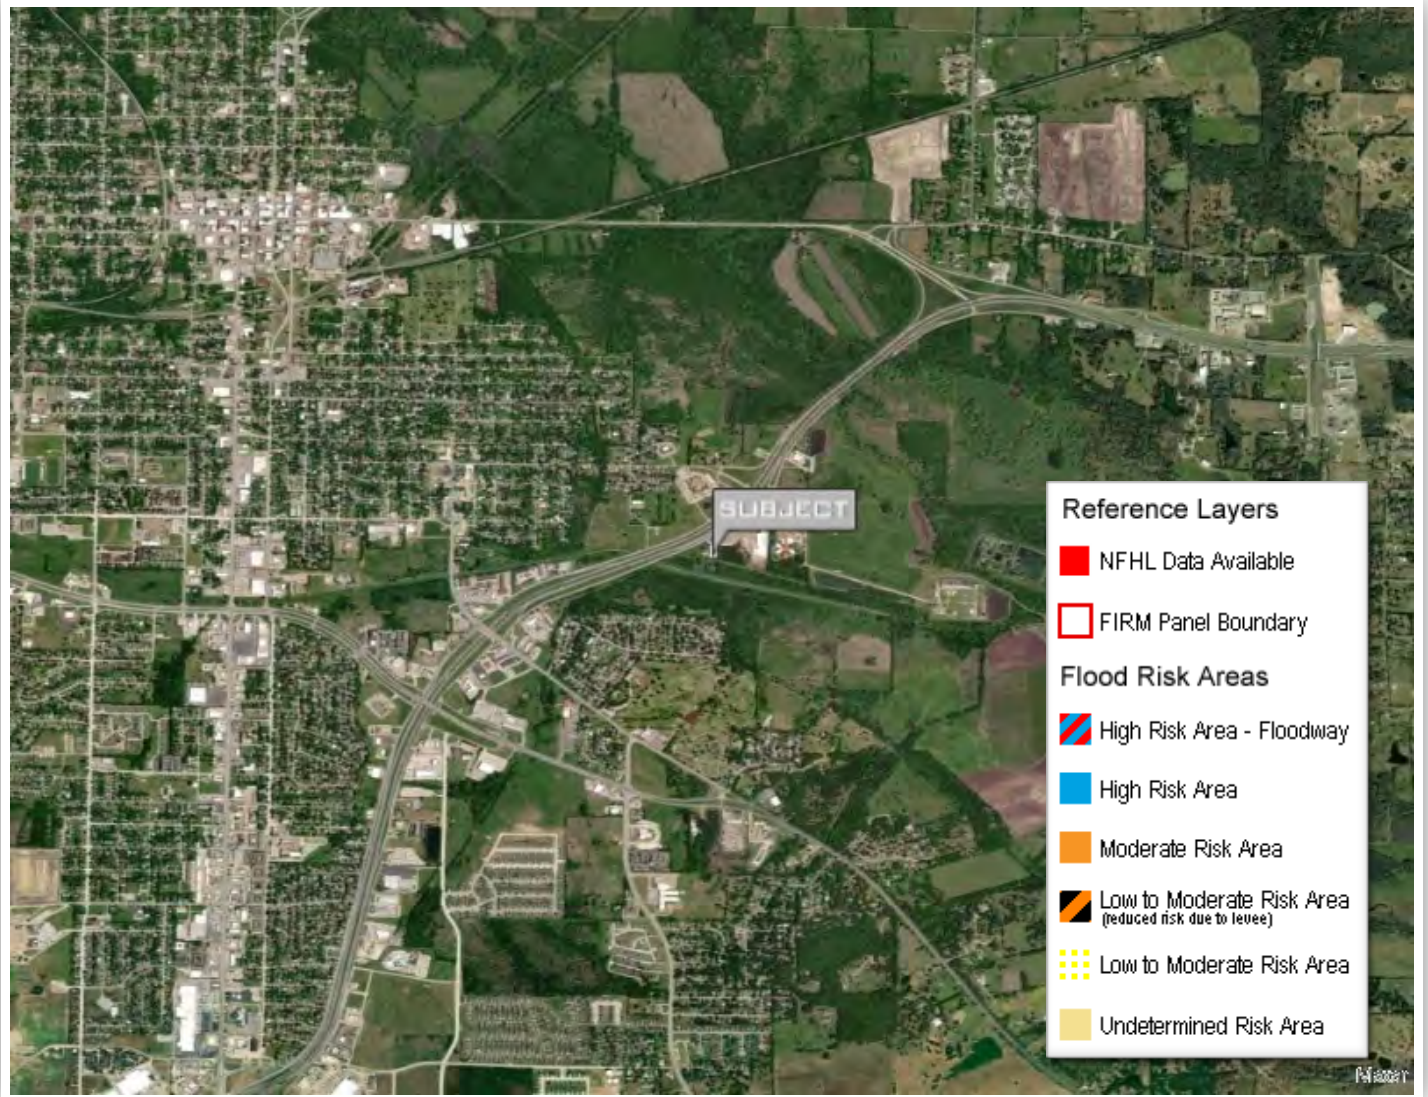 SUBJECT
Reference Layers
NFHL Data Available
FIRM Panel Boundary
Flood Risk Areas
High Risk Area - Floodway
High Risk Area
Moderate Risk Area
Low to Moderate Risk Area
(reduced risk due to levee)
Low to Moderate Risk Area
Undetermined Risk Area
Maxar